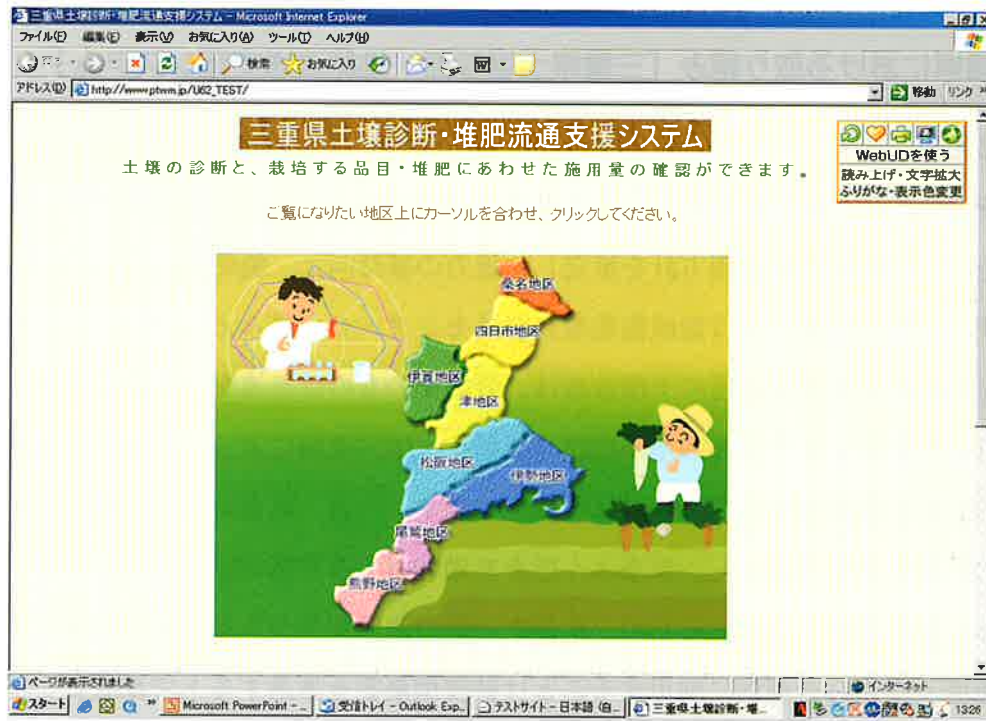 三重県土壌診断・堆肥流通支援システム - Microsoft Internet Explorer
ファイル(F) 編集(E) 表示(V) お気に入り(A) ツール(T) ヘルプ(H)
検索 お気に入り
アドレス(D) http://www.ptwm.jp/U62_TEST/ 移動 リンク »
三重県土壌診断・堆肥流通支援システム
土壌の診断と、栽培する品目・堆肥にあわせた施用量の確認ができます。
WebUDを使う
読み上げ・文字拡大
ふりがな・表示色変更
ご覧になりたい地区上にカーソルを合わせ、クリックしてください。
桑名地区
四日市地区
伊賀地区
津地区
松阪地区
伊勢地区
尾鷲地区
熊野地区
ページが表示されました インターネット
スタート » Microsoft PowerPoint - .. 受信トレイ - Outlook Exp... テストサイト - 日本語 (自... 三重県土壌診断・堆... 1326